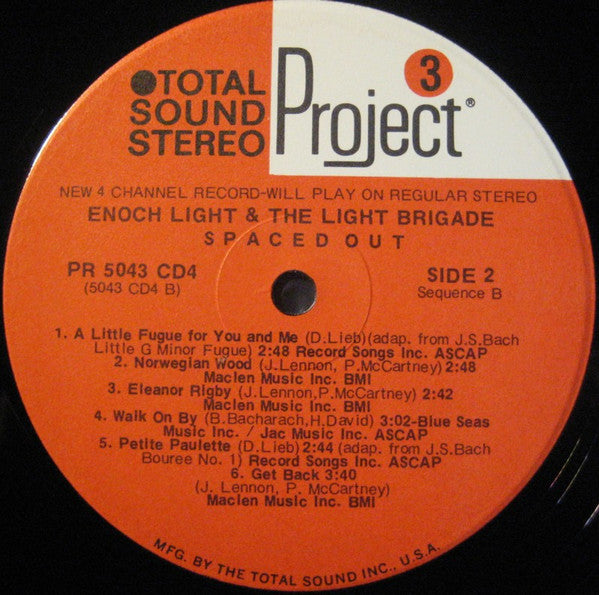 ●TOTAL
SOUND
STEREO
Project®
3
NEW 4 CHANNEL RECORD-WILL PLAY ON REGULAR STEREO
ENOCH LIGHT & THE LIGHT BRIGADE
SPACED OUT
PR 5043 CD4
(5043 CD4 B)
SIDE 2
Sequence B
1. A Little Fugue for You and Me (D.Lieb)(adap. from J.S.Bach
Little G Minor Fugue) 2:48 Record Songs Inc. ASCAP
2. Norwegian Wood (J.Lennon, P.McCartney) 2:48
Maclen Music Inc. BMI
3. Eleanor Rigby (J.Lennon,P.McCartney) 2:42
Maclen Music Inc. BMI
4. Walk On By (B.Bacharach,H.David) 3:02-Blue Seas
Music Inc. / Jac Music Inc. ASCAP
5. Petite Paulette (D.Lieb) 2:44 (adap. from J.S.Bach
Bouree No. 1) Record Songs Inc. ASCAP
6. Get Back 3:40
(J. Lennon, P. McCartney)
Maclen Music Inc. BMI
MFG. BY THE TOTAL SOUND INC., U.S.A.